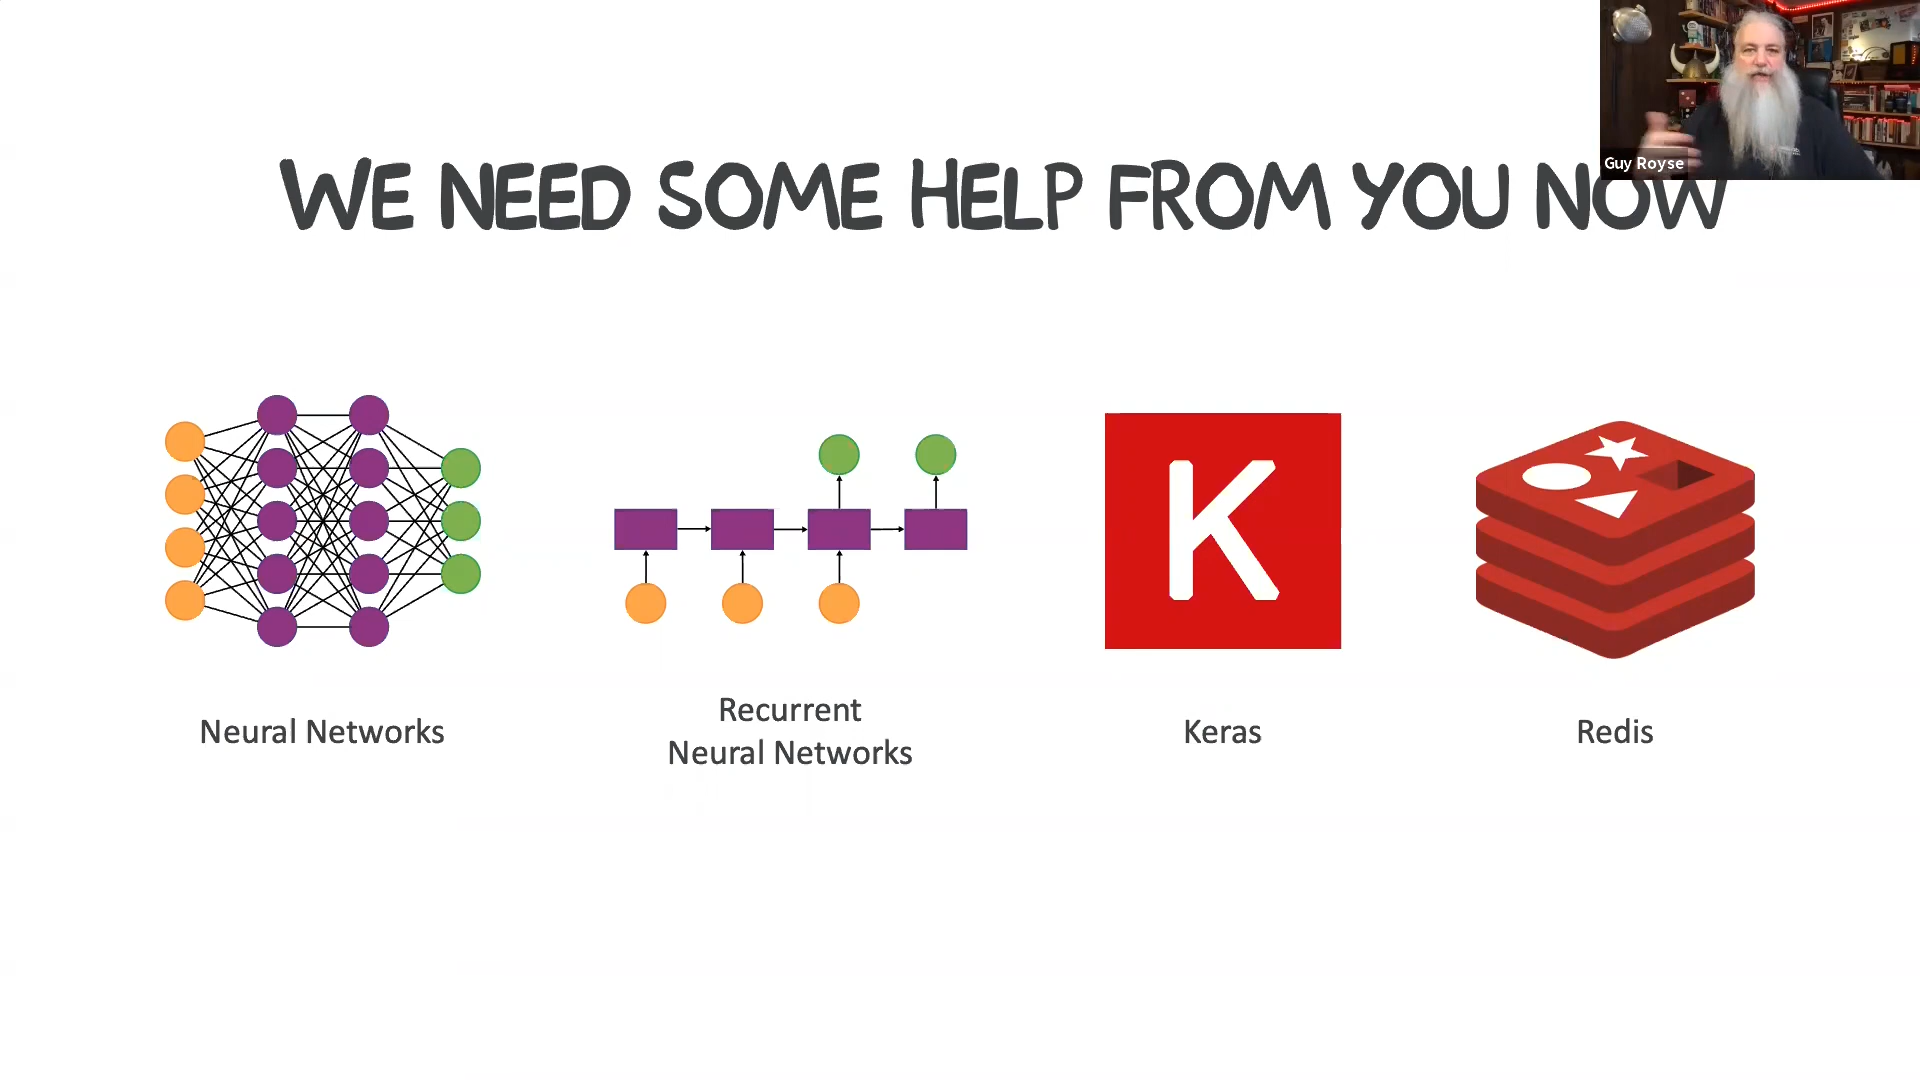 Guy Royse
WE NEED SOME HELP FROM YOU NOW
K
Neural Networks
Recurrent
Neural Networks
Keras
Redis